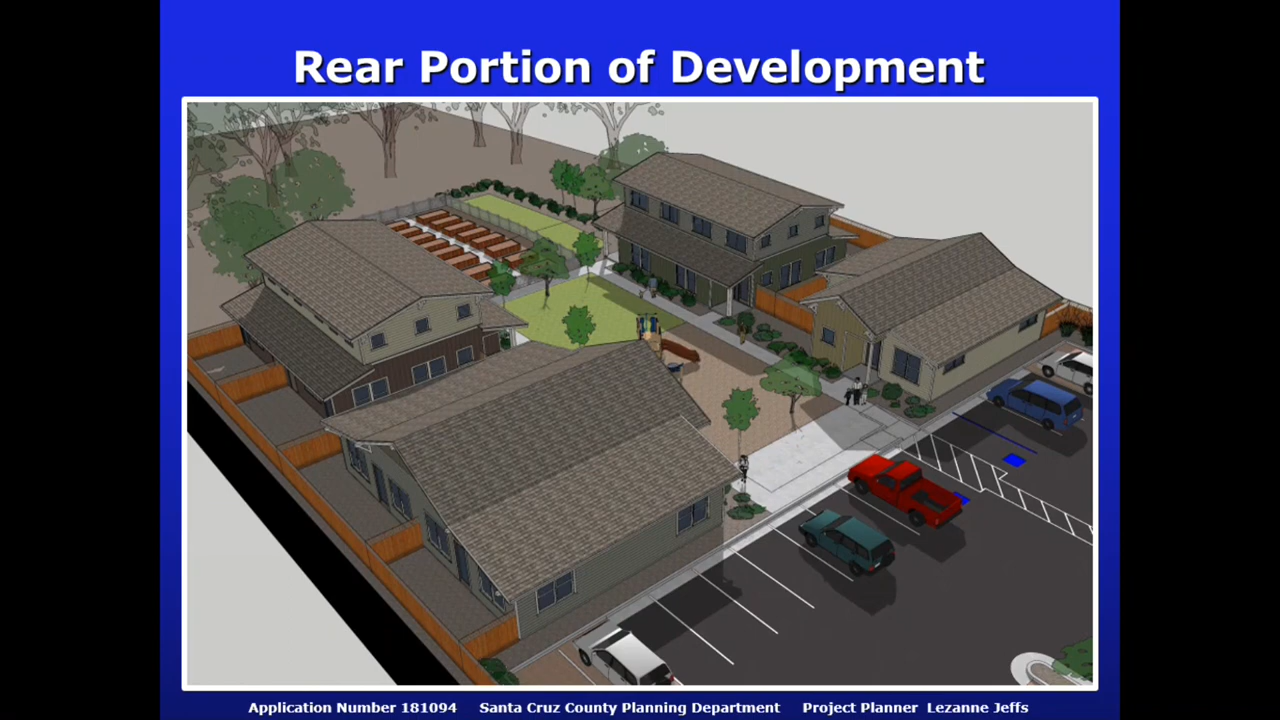 Rear Portion of Development
Application Number 181094 Santa Cruz County Planning Department Project Planner Lezanne Jeffs